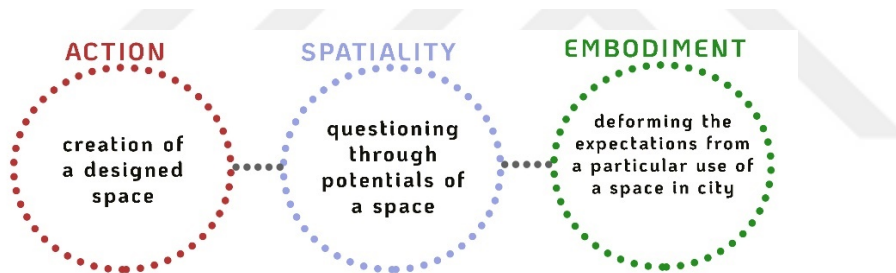 ACTION
creation of
a designed
space
SPATIALITY
questioning
through
potentials of
a space
EMBODIMENT
deforming the
expectations from
a particular use of
a space in city